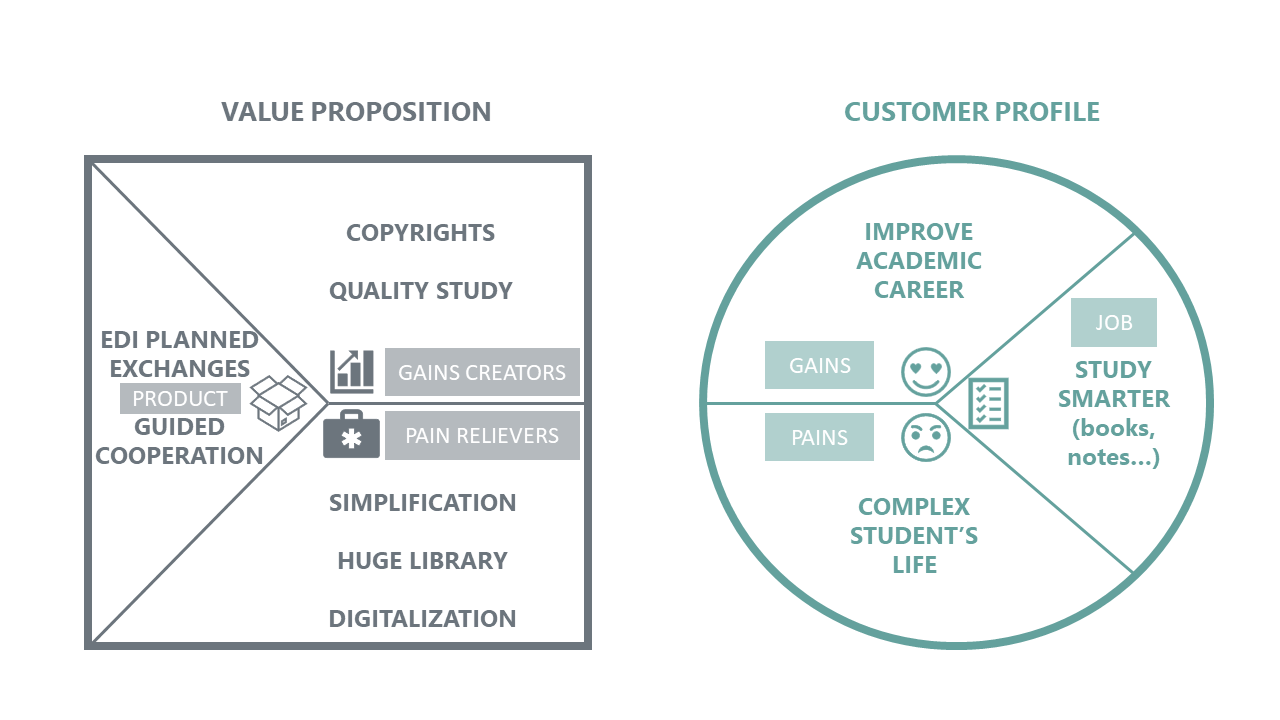 VALUE PROPOSITION
COPYRIGHTS
QUALITY STUDY
EDI PLANNED
EXCHANGES
PRODUCT
GUIDED
COOPERATION
GAINS CREATORS
PAIN RELIEVERS
SIMPLIFICATION
HUGE LIBRARY
DIGITALIZATION
CUSTOMER PROFILE
IMPROVE
ACADEMIC
CAREER
GAINS
PAINS
COMPLEX
STUDENT’S
LIFE
JOB
STUDY
SMARTER
(books,
notes…)